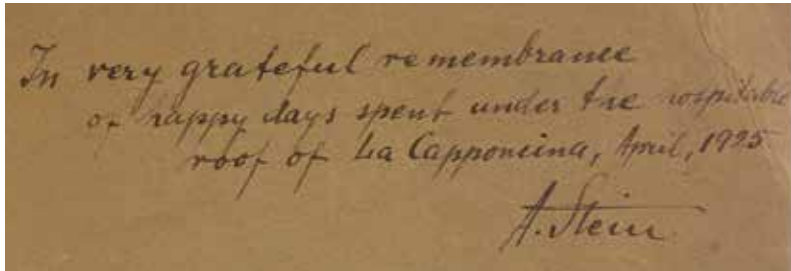 In very grateful remembrance
of happy days spent under the hospitable
roof of La Capponcina, April, 1925.
A. Stein